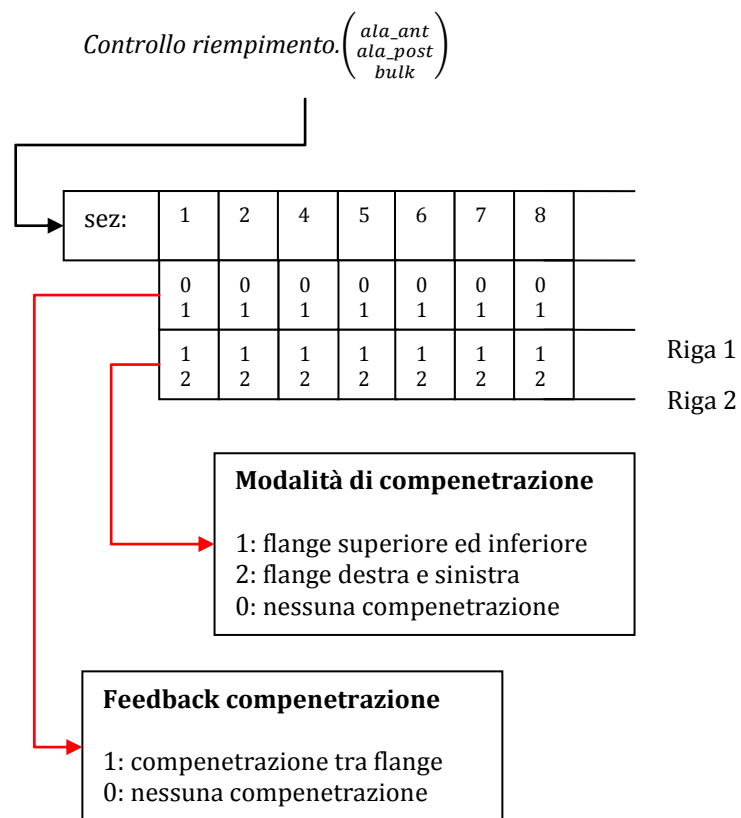 Controllo riempimento.(ala_ant
ala_post
bulk)
sez: 1 2 4 5 6 7 8
0 0 0 0 0 0 0
1 1 1 1 1 1 1
Riga 1
1 1 1 1 1 1 1
2 2 2 2 2 2 2
Riga 2
Modalità di compenetrazione
1: flange superiore ed inferiore
2: flange destra e sinistra
0: nessuna compenetrazione
Feedback compenetrazione
1: compenetrazione tra flange
0: nessuna compenetrazione